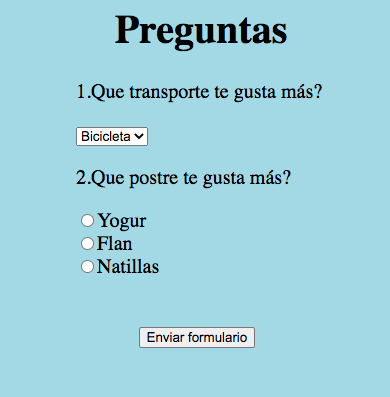 Preguntas
1.Que transporte te gusta más?
Bicicleta
2.Que postre te gusta más?
Yogur
Flan
Natillas
Enviar formulario